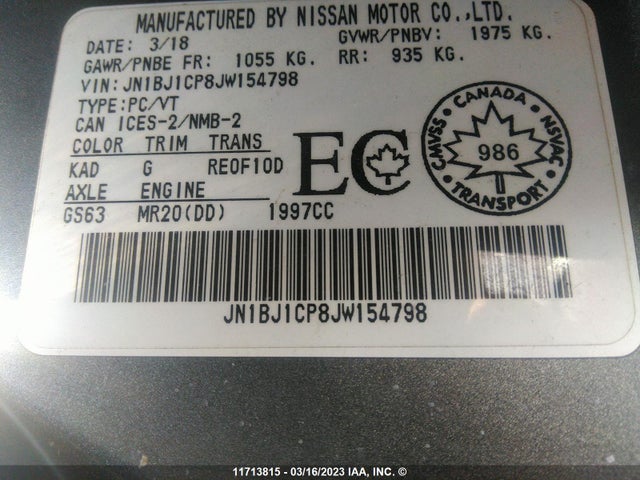 MANUFACTURED BY NISSAN MOTOR CO.,LTD.
DATE: 3/18 GVWR/PNBV: 1975 KG.
GAWR/PNBE FR: 1055 KG. RR: 935 KG.
VIN: JN1BJ1CP8JW154798
TYPE: PC/VT
CAN ICES-2/NMB-2
COLOR TRIM TRANS
KAD G RE0F10D
AXLE ENGINE
GS63 MR20(DD) 1997CC
EC
CANADA
CMVSS 986 NSVAC
TRANSPORT
JN1BJ1CP8JW154798
11713815 - 03/16/2023 IAA, INC. ©